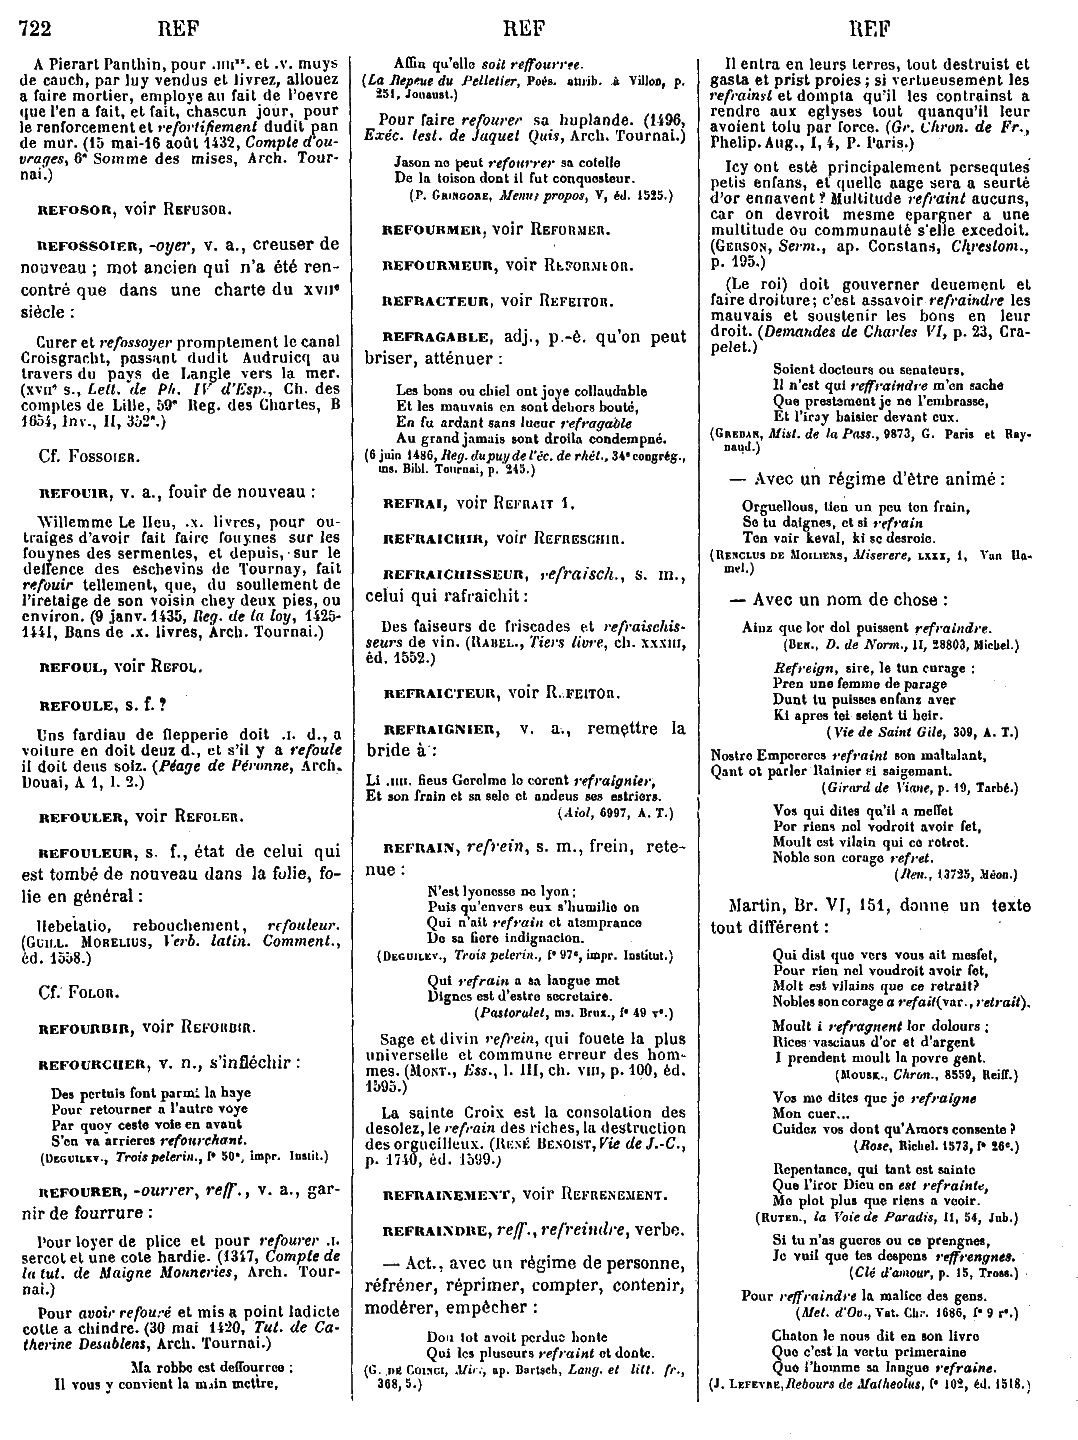 722 REF REF REF
A Pierart Panthin, pour .IIIIxx. et .v. muys
de cauch, par luy vendus et livrez, allouez
a faire mortier, employe au fait de l'oevre
que l'en a fait, et fait, chascun jour, pour
le renforcement et refortifiement dudit pan
de mur. (15 mai-16 août 1432, Compte d'ou-
vrages, 6e Somme des mises, Arch. Tour-
nai.)
REFOSOR, voir REFUSOR.
REFOSSOIER, -oyer, v. a., creuser de
nouveau ; mot ancien qui n'a été ren-
contré que dans une charte du XVIIe
siècle :
Curer et refossoyer promptement le canal
Croisgracht, passant dudit Audruicq au
travers du pays de Langle vers la mer.
(XVIIe s., Lett. de Ph. IV d'Esp., Ch. des
comptes de Lille, 59e Reg. des Chartes, B
1654, Inv., II, 352a.)
Cf. FOSSOIER.
REFOUIR, v. a., fouir de nouveau :
Willemme Le Heu, .x. livres, pour ou-
traiges d'avoir fait faire fouynes sur les
fouynes des sermentes, et depuis, sur le
deffence des eschevins de Tournay, fait
refouir tellement, que, du soullement de
l'iretaige de son voisin chey deux pies, ou
environ. (9 janv. 1435, Reg. de la loy, 1425-
1441, Bans de .x. livres, Arch. Tournai.)
REFOUL, voir REFOL.
REFOULE, s. f. ?
Uns fardiau de flepperie doit .I. d., a
voiture en doit deuz d., et s'il y a refoule
il doit deus solz. (Péage de Péronne, Arch.
Douai, A 1, l. 2.)
REFOULER, voir REFOLER.
REFOULEUR, s. f., état de celui qui
est tombé de nouveau dans la folie, fo-
lie en général :
Hebetatio, rebouchement, refouleur.
(GUILL. MORELIUS, Verb. latin. Comment.,
éd. 1558.)
Cf. FOLOR.
REFOURBIR, voir REFORBIR.
REFOURCHER, v. n., s'infléchir :
Des pertuis font parmi la haye
Pour retourner a l'autre voye
Par quoy ceste voie en avant
S'en va arrieres refourchant.
(DEGUILEV., Trois pelerin., f° 50a, impr. Instit.)
REFOURER, -ourrer, reff., v. a., gar-
nir de fourrure :
Pour loyer de plice et pour refourer .I.
sercot et une cote hardie. (1347, Compte de
la tut. de Maigne Monneries, Arch. Tour-
nai.)
Pour avoir refouré et mis a point ladicte
cotte a chindre. (30 mai 1420, Tut. de Ca-
therine Desablens, Arch. Tournai.)
Ma robbe est deffourree ;
Il vous y convient la main mettre,
Affin qu'elle soit reffourree.
(La Repeue du Pelletier, Poés. attrib. à Villon, p.
251, Jouaust.)
Pour faire refourer sa huplande. (1496,
Exéc. test. de Jaquet Quis, Arch. Tournai.)
Jason ne peut refourrer sa cotelle
De la toison dont il fut conquesteur.
(P. GRINGORE, Menus propos, V, éd. 1525.)
REFOURMER, voir REFORMER.
REFOURMEUR, voir REFORMEOR.
REFRACTEUR, voir REFEITOR.
REFRAGABLE, adj., p.-ê. qu'on peut
briser, atténuer :
Les bons ou chiel ont joye collaudable
Et les mauvais en sont dehors bouté,
En fu ardant sans lueur refragable
Au grand jamais sont droita condempné.
(6 juin 1486, Reg. du puy de l'éc. de rhét., 34e congrég.,
ms. Bibl. Tournai, p. 245.)
REFRAI, voir REFRAIT 1.
REFRAICHIR, voir REFRESCHIR.
REFRAICHISSEUR, refraisch., s. m.,
celui qui rafraichit :
Des faiseurs de friscades et refraischis-
seurs de vin. (RABEL., Tiers livre, ch. XXXIII,
éd. 1552.)
REFRAICTEUR, voir REFEITOR.
REFRAIGNIER, v. a., remettre la
bride à :
Li .IIII. fieus Gerelme le corent refraignier,
Et son frain et sa sele et andeus ses estriers.
(Aiol, 6997, A. T.)
REFRAIN, refrein, s. m., frein, rete-
nue :
N'est lyonesse ne lyon ;
Puis qu'envers eux s'humilie on
Qui n'ait refrain et atemprance
De sa fiere indignacion.
(DEGUILEV., Trois pelerin., f° 97a, impr. Institut.)
Qui refrain a sa langue met
Dignes est d'estre secretaire.
(Pastoralet, ms. Brux., f° 49 v°.)
Sage et divin refrein, qui fouete la plus
universelle et commune erreur des hom-
mes. (MONT., Ess., l. III, ch. VIII, p. 100, éd.
1595.)
La sainte Croix est la consolation des
desolez, le refrain des riches, la destruction
des orgueilleux. (RENÉ BENOIST, Vie de J.-C.,
p. 1740, éd. 1599.)
REFRAINEMENT, voir REFRENEMENT.
REFRAINDRE, reff., refreindre, verbe.
— Act., avec un régime de personne,
réfréner, réprimer, compter, contenir,
modérer, empêcher :
Dou tot avoit perdue honte
Qui les pluseurs refraint et donte.
(G. DE COINCI, Mir., ap. Bartsch, Lang. et litt. fr.,
368, 5.)
Il entra en leurs terres, tout destruist et
gasta et prist proies ; si vertueusement les
refrainst et dompta qu'il les contrainst a
rendre aux eglyses tout quanqu'il leur
avoient tolu par force. (Gr. Chron. de Fr.,
Phelip. Aug., I, 4, P. Paris.)
Icy ont esté principalement persequtes
petis enfans, et quelle aage sera a seurté
d'or ennavent ? Multitude refraint aucuns,
car on devroit mesme epargner a une
multitude ou communauté s'elle excedoit.
(GERSON, Serm., ap. Constans, Chrestom.,
p. 195.)
(Le roi) doit gouverner deuement et
faire droiture ; c'est assavoir refraindre les
mauvais et soustenir les bons en leur
droit. (Demandes de Charles VI, p. 23, Cra-
pelet.)
Soient docteurs ou senateurs,
Il n'est qui reffraindre m'en sache
Que prestement je ne l'embrasse,
Et l'iray baisier devant eux.
(GREBAN, Mist. de la Pass., 9873, G. Paris et Ray-
naud.)
— Avec un régime d'être animé :
Orguellous, tien un peu ton frain,
Se tu daignes, et si refrain
Ten vair keval, ki se desroie.
(RENCLUS DE MOILIENS, Miserere, LXXX, 1, Van Ha-
mel.)
— Avec un nom de chose :
Ainz que lor dol puissent refraindre.
(BEN., D. de Norm., II, 28803, Michel.)
Refreign, sire, le tun curage :
Pren une femme de parage
Dunt tu puisses enfanz aver
Ki apres tei seient ti heir.
(Vie de Saint Gile, 309, A. T.)
Nostre Empereres refraint son maltalant,
Qant ot parler Rainier si saigemant.
(Girard de Viane, p. 19, Tarbé.)
Vos qui dites qu'il a meffet
Por riens nel vodroit avoir fet,
Moult est vilain qui ce retret.
Noble son corage refret.
(Ren., 13725, Méon.)
Martin, Br. VI, 151, donne un texte
tout différent :
Qui dist que vers vous ait mesfet,
Pour rien nel voudroit avoir fet,
Molt est vilains que ce retrait?
Nobles son corage a refait (var., retrait).
Moult i refragnent lor dolours ;
Rices vasciaus d'or et d'argent
I prendent moult la povre gent.
(MOUSK., Chron., 8559, Reiff.)
Vos me dites que je refraigne
Mon cuer...
Cuidez vos dont qu'Amors consente ?
(Rose, Richel. 1573, f° 26c.)
Repentance, qui tant est sainte
Que l'iror Dieu en est refrainte,
Me plot plus que riens a veoir.
(RUTEB., la Voie de Paradis, II, 54, Jub.)
Si tu n'as gueres ou ce prengnes,
Je vuil que tes despens reffrengnes.
(Clé d'amour, p. 15, Tross.)
Pour reffraindre la malice des gens.
(Met. d'Ov., Vat. Chr. 1686, f° 9 r°.)
Chaton le nous dit en son livre
Que c'est la vertu primeraine
Que l'homme sa langue refraine.
(J. LEFEVRE, Rebours de Matheolus, f° 102, éd. 1518.)